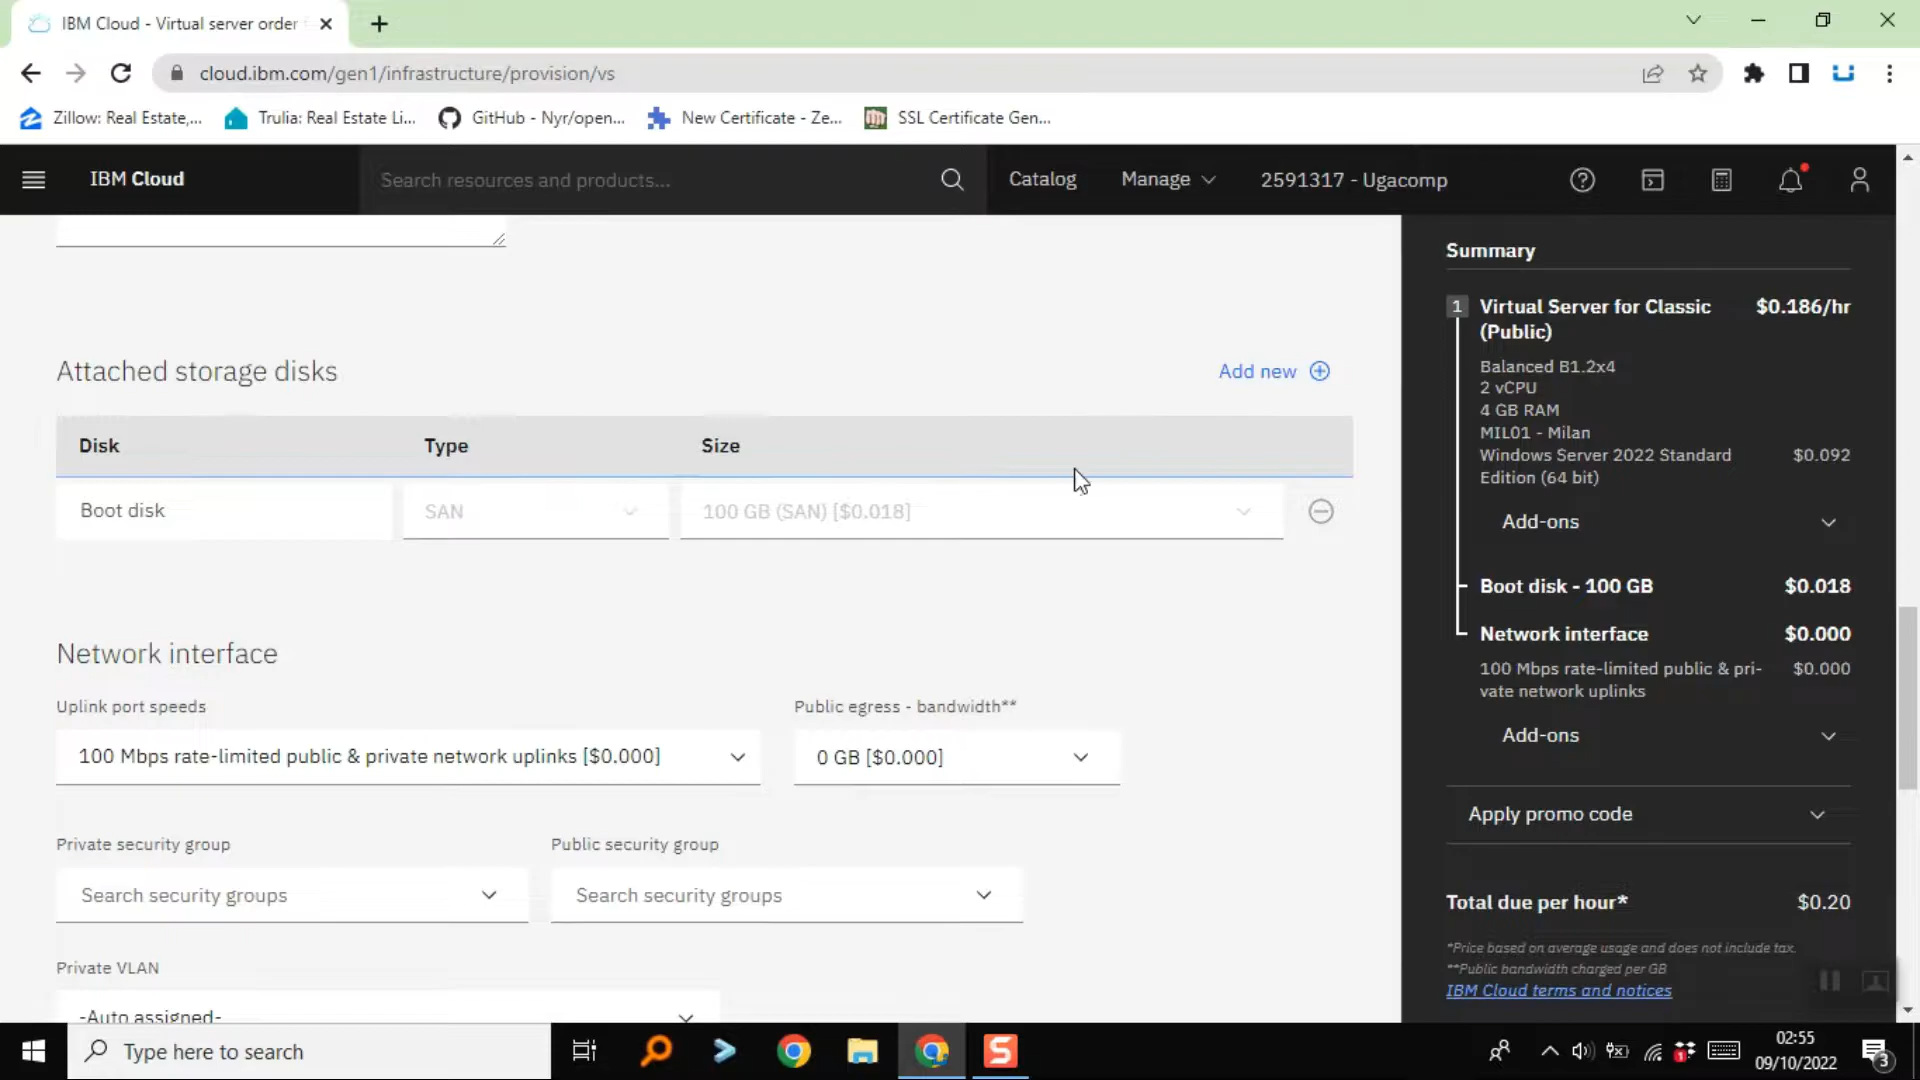 IBM Cloud - Virtual server order
cloud.ibm.com/gen1/infrastructure/provision/vs
Zillow: Real Estate,... Trulia: Real Estate Li... GitHub - Nyr/open... New Certificate - Ze... SSL Certificate Gen...
IBM Cloud Search resources and products... Catalog Manage 2591317 - Ugacomp
Attached storage disks Add new
Disk Type Size
Boot disk SAN 100 GB (SAN) [$0.018]
Network interface
Uplink port speeds Public egress - bandwidth**
100 Mbps rate-limited public & private network uplinks [$0.000] 0 GB [$0.000]
Private security group Public security group
Search security groups Search security groups
Private VLAN
-Auto assigned-
Summary
1 Virtual Server for Classic $0.186/hr
(Public)
Balanced B1.2x4
2 vCPU
4 GB RAM
MIL01 - Milan
Windows Server 2022 Standard $0.092
Edition (64 bit)
Add-ons
Boot disk - 100 GB $0.018
Network interface $0.000
100 Mbps rate-limited public & pri- $0.000
vate network uplinks
Add-ons
Apply promo code
Total due per hour* $0.20
*Price based on average usage and does not include tax.
**Public bandwidth charged per GB
IBM Cloud terms and notices
Type here to search
S
1
02:55
09/10/2022
3